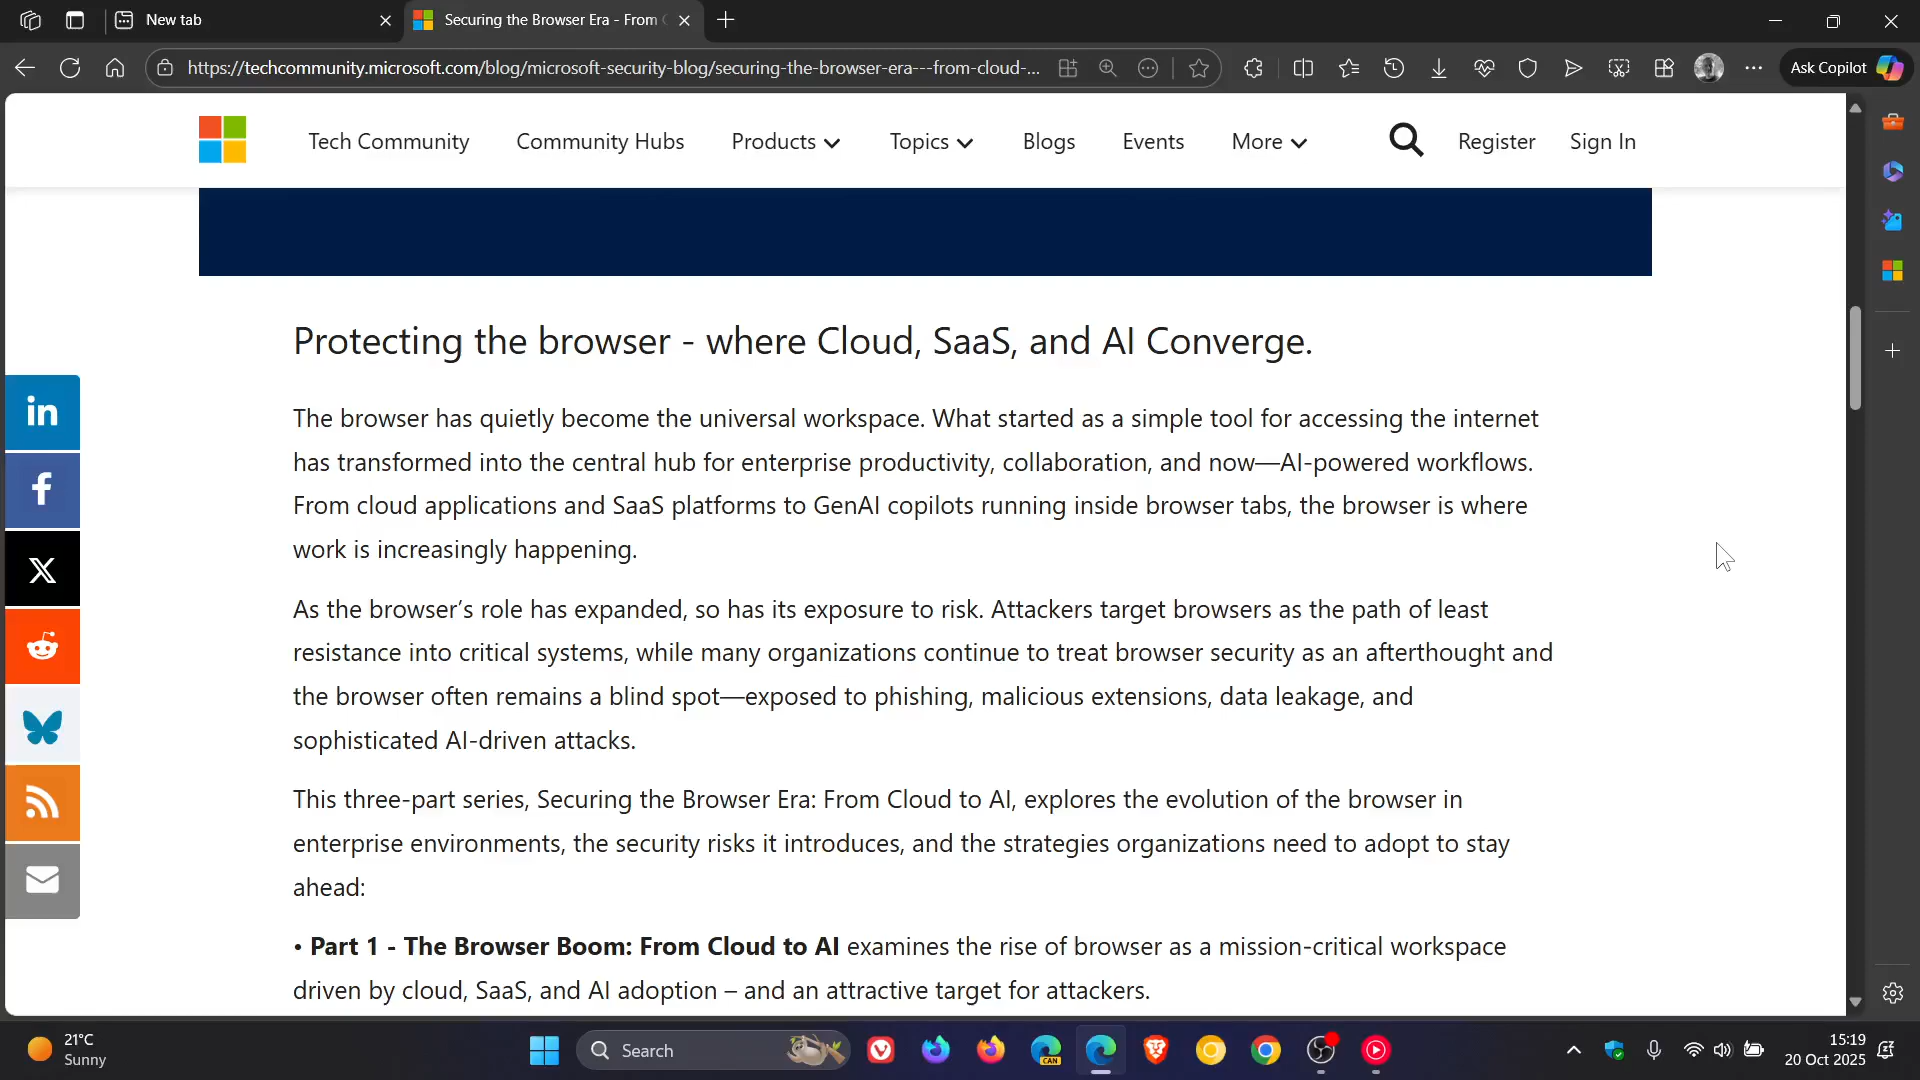 New tab
Securing the Browser Era - From
https://techcommunity.microsoft.com/blog/microsoft-security-blog/securing-the-browser-era---from-cloud-...
Ask Copilot
Tech Community
Community Hubs
Products
Topics
Blogs
Events
More
Register
Sign In
Protecting the browser - where Cloud, SaaS, and AI Converge.
The browser has quietly become the universal workspace. What started as a simple tool for accessing the internet
has transformed into the central hub for enterprise productivity, collaboration, and now—AI-powered workflows.
From cloud applications and SaaS platforms to GenAI copilots running inside browser tabs, the browser is where
work is increasingly happening.
As the browser’s role has expanded, so has its exposure to risk. Attackers target browsers as the path of least
resistance into critical systems, while many organizations continue to treat browser security as an afterthought and
the browser often remains a blind spot—exposed to phishing, malicious extensions, data leakage, and
sophisticated AI-driven attacks.
This three-part series, Securing the Browser Era: From Cloud to AI, explores the evolution of the browser in
enterprise environments, the security risks it introduces, and the strategies organizations need to adopt to stay
ahead:
• Part 1 - The Browser Boom: From Cloud to AI examines the rise of browser as a mission-critical workspace
driven by cloud, SaaS, and AI adoption – and an attractive target for attackers.
in
f
X
21°C
Sunny
Search
CAN
15:19
20 Oct 2025